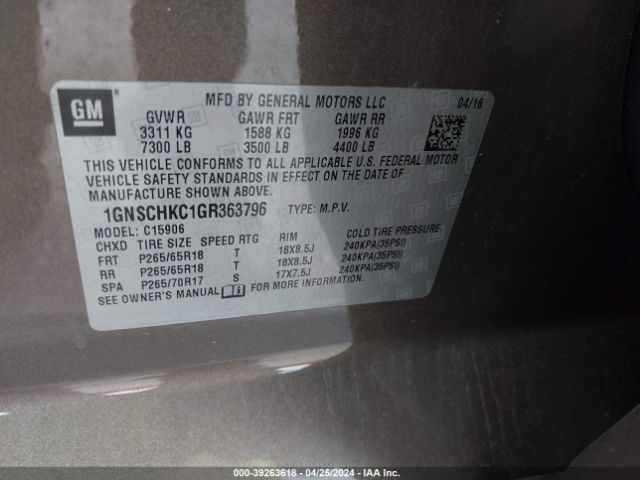 GM
MFD BY GENERAL MOTORS LLC 04/16
GVWR GAWR FRT GAWR RR
3311 KG 1588 KG 1996 KG
7300 LB 3500 LB 4400 LB
THIS VEHICLE CONFORMS TO ALL APPLICABLE U.S. FEDERAL MOTOR
VEHICLE SAFETY STANDARDS IN EFFECT ON THE DATE OF
MANUFACTURE SHOWN ABOVE.
1GNSCHKC1GR363796 TYPE: M.P.V.
MODEL: C15906
CHXD TIRE SIZE SPEED RTG RIM COLD TIRE PRESSURE
FRT P265/65R18 T 18X8.5J 240KPA(35PSI)
RR P265/65R18 T 18X8.5J 240KPA(35PSI)
SPA P265/70R17 S 17X7.5J 240KPA(35PSI)
SEE OWNER'S MANUAL FOR MORE INFORMATION.
000-39263618 - 04/25/2024 - IAA Inc.